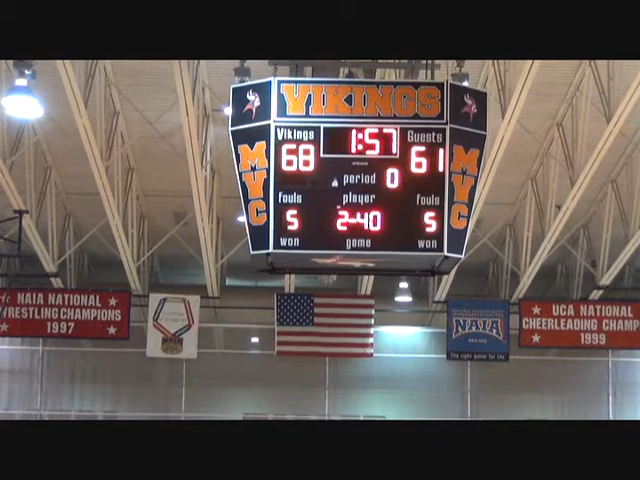 VIKINGS
Vikings 1:57 Guests
68 61
period 0
fouls player fouls
5 2-40 5
won game won
MVC
MVC
NAIA NATIONAL
WRESTLING CHAMPIONS
1997
NAIA
UCA NATIONAL
CHEERLEADING CHAMP
1999